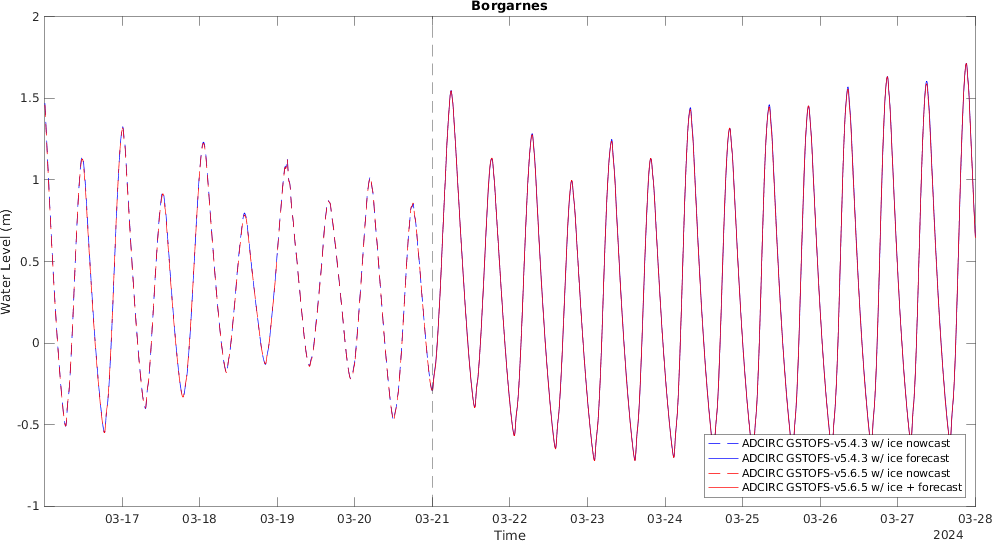 Borgarnes
2
1.5
1
0.5
0
-0.5
-1
Water Level (m)
03-17 03-18 03-19 03-20 03-21 03-22 03-23 03-24 03-25 03-26 03-27 03-28
Time
2024
ADCIRC GSTOFS-v5.4.3 w/ ice nowcast
ADCIRC GSTOFS-v5.4.3 w/ ice forecast
ADCIRC GSTOFS-v5.6.5 w/ ice nowcast
ADCIRC GSTOFS-v5.6.5 w/ ice + forecast